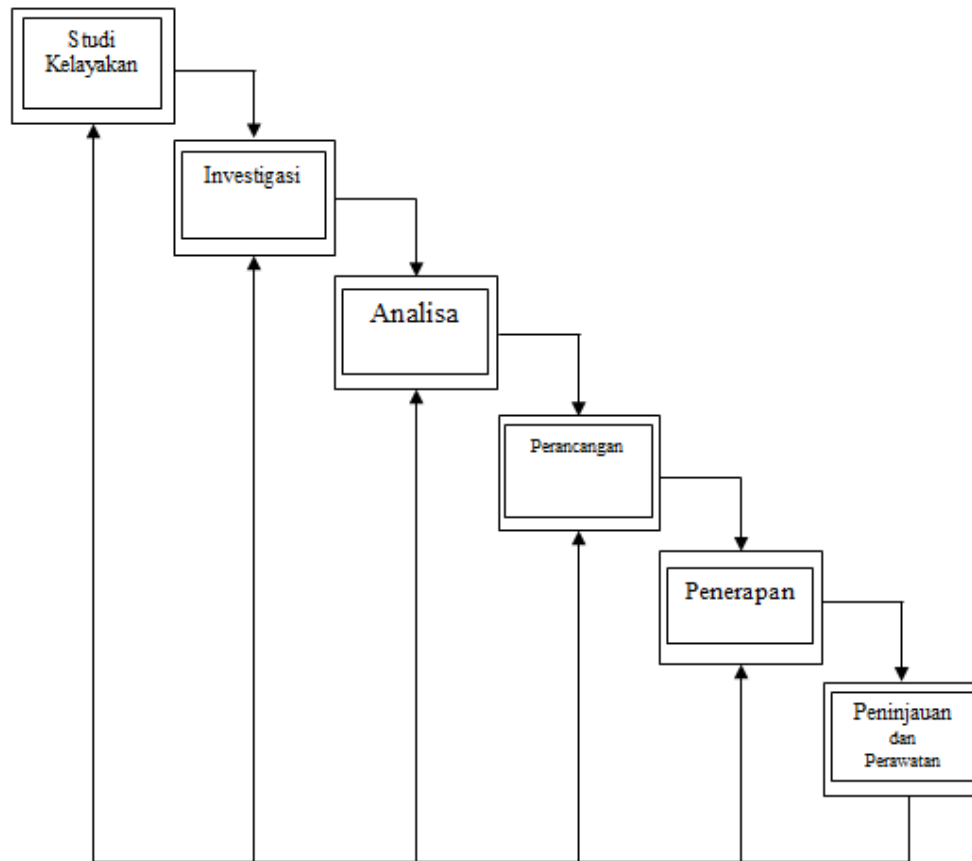 Studi
Kelayakan
Investigasi
Analisa
Perancangan
Penerapan
Peninjauan
dan
Perawatan